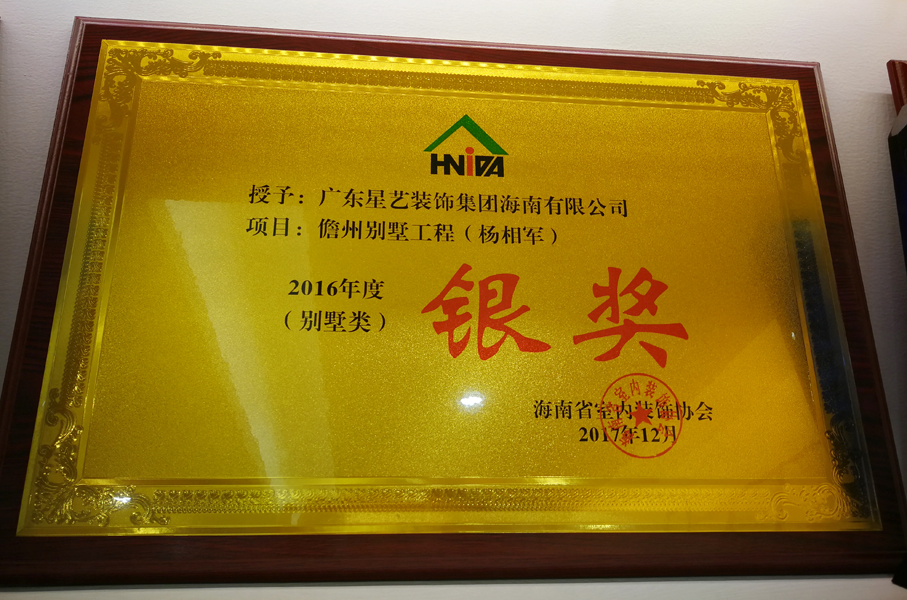 HNIDA
授予：广东星艺装饰集团海南有限公司
项目：儋州别墅工程（杨相军）
2016年度
（别墅类）
银奖
海南省室内装饰协会
2017年12月